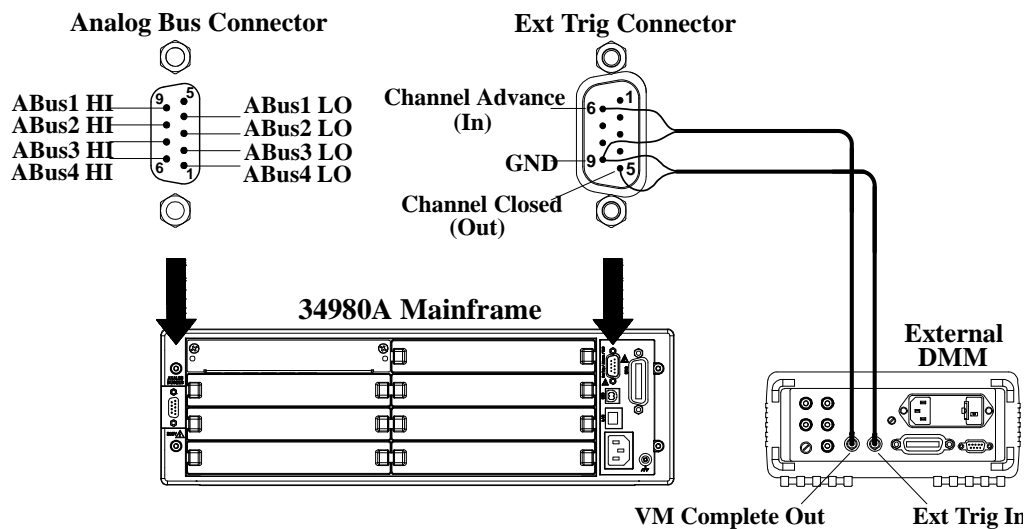 Analog Bus Connector
Ext Trig Connector
9
5
ABus1 HI
ABus2 HI
ABus3 HI
ABus4 HI
6
1
ABus1 LO
ABus2 LO
ABus3 LO
ABus4 LO
Channel Advance
(In)
6
1
GND
9
5
Channel Closed
(Out)
34980A Mainframe
External
DMM
VM Complete Out
Ext Trig In